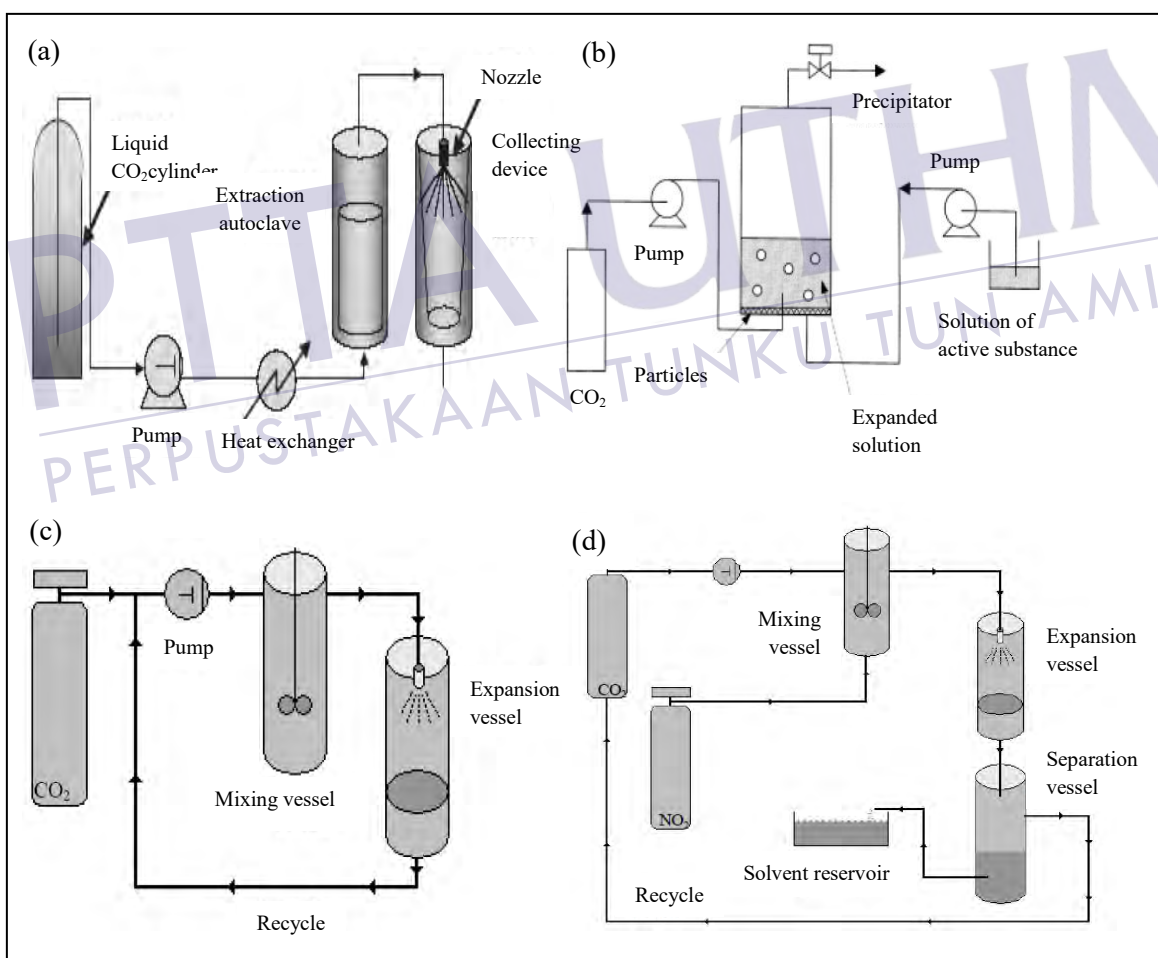 (a)
Nozzle
Liquid
CO2cylinder
Extraction
autoclave
Collecting
device
Pump
Heat exchanger
(b)
Precipitator
Pump
Pump
Solution of
active substance
Particles
CO2
Expanded
solution
(c)
Pump
Expansion
vessel
Mixing vessel
CO2
Recycle
(d)
Mixing
vessel
Expansion
vessel
CO2
Separation
vessel
NO2
Solvent reservoir
Recycle
PTTA UTHM
PERPUSTAKAAN TUNKU TUN AMI